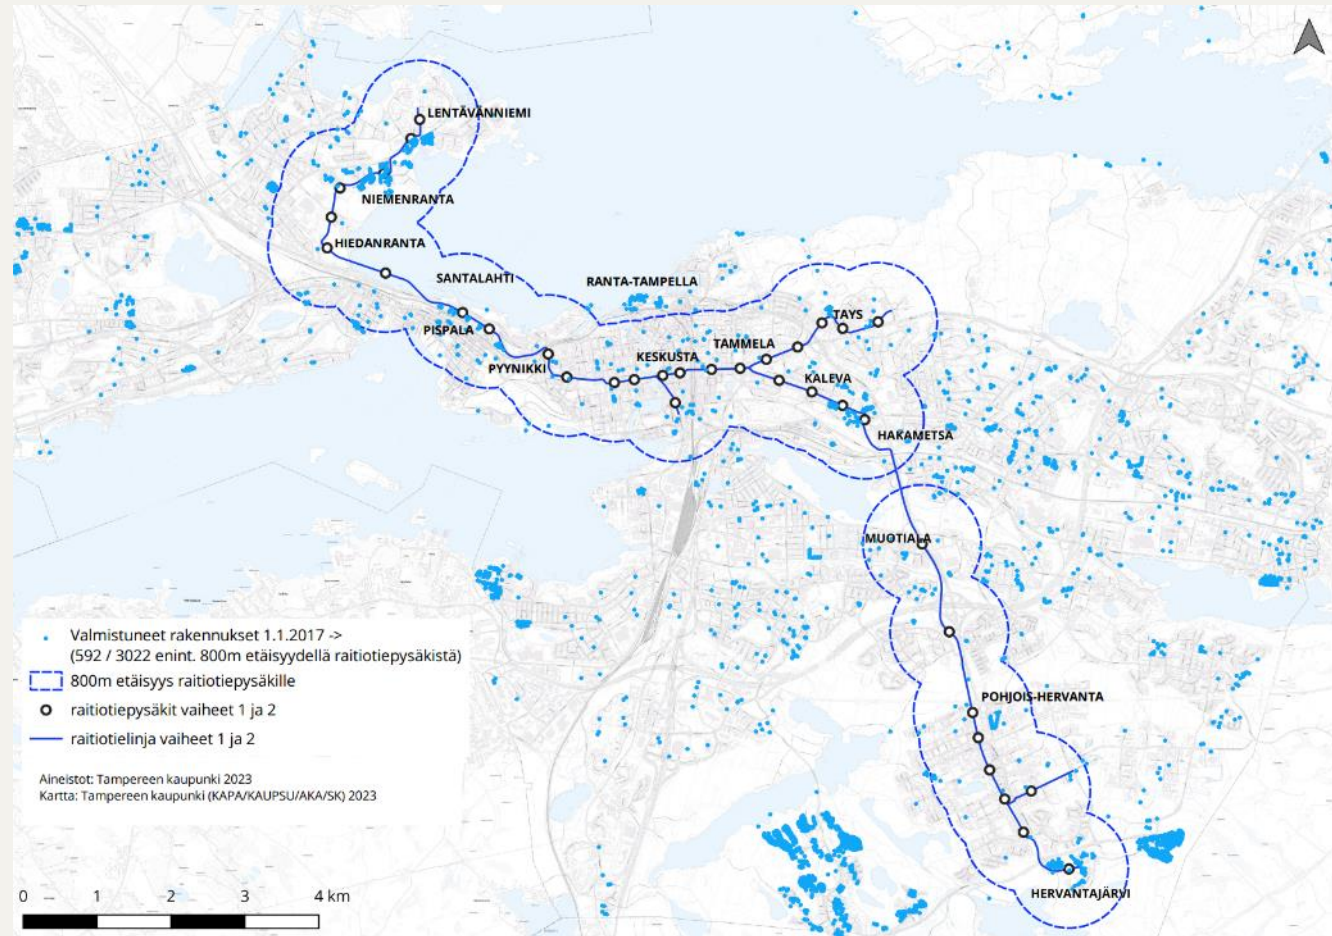 LENTÄVÄNNIEMI
NIEMENRANTA
HIEDANRANTA
SANTALAHTI
RANTA-TAMPELLA
PISPALA
TAYS
TAMMELA
KESKUSTA
PYYNIKKI
KALEVA
HAKAMETSÄ
MUOTIALA
POHJOIS-HERVANTA
HERVANTAJÄRVI
Valmistuneet rakennukset 1.1.2017 ->
(592 / 3022 enint. 800m etäisyydellä raitiotiepysäkistä)
800m etäisyys raitiotiepysäkille
raitiotiepysäkit vaiheet 1 ja 2
raitiotielinja vaiheet 1 ja 2
Aineistot: Tampereen kaupunki 2023
Kartta: Tampereen kaupunki (KAPA/KAUPSU/AKA/SK) 2023
0 1 2 3 4 km